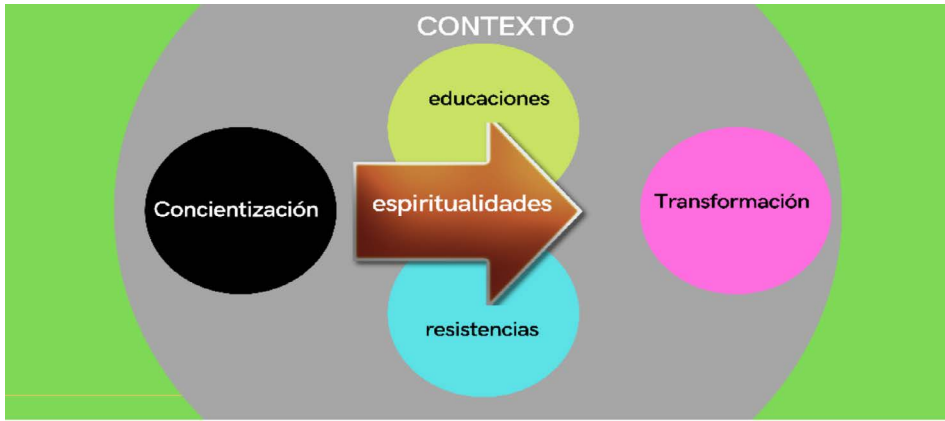 CONTEXTO
educaciones
Concientización
espiritualidades
Transformación
resistencias